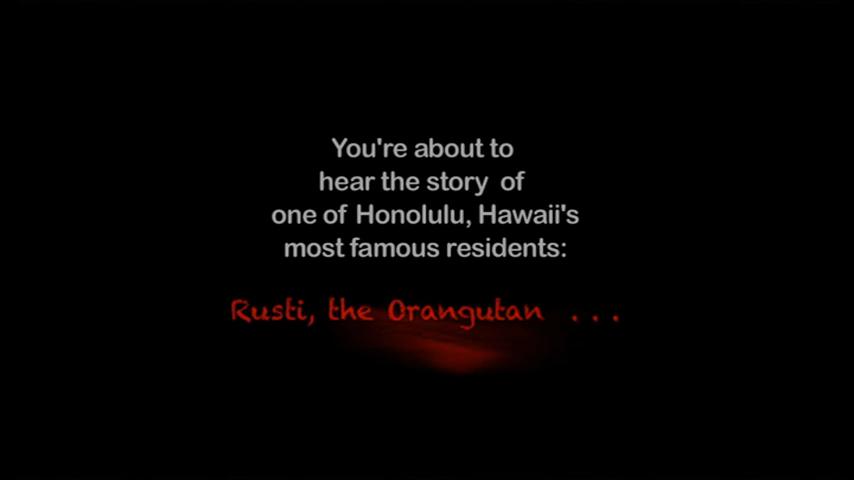 You're about to
hear the story of
one of Honolulu, Hawaii's
most famous residents:
Rusti, the Orangutan . . .